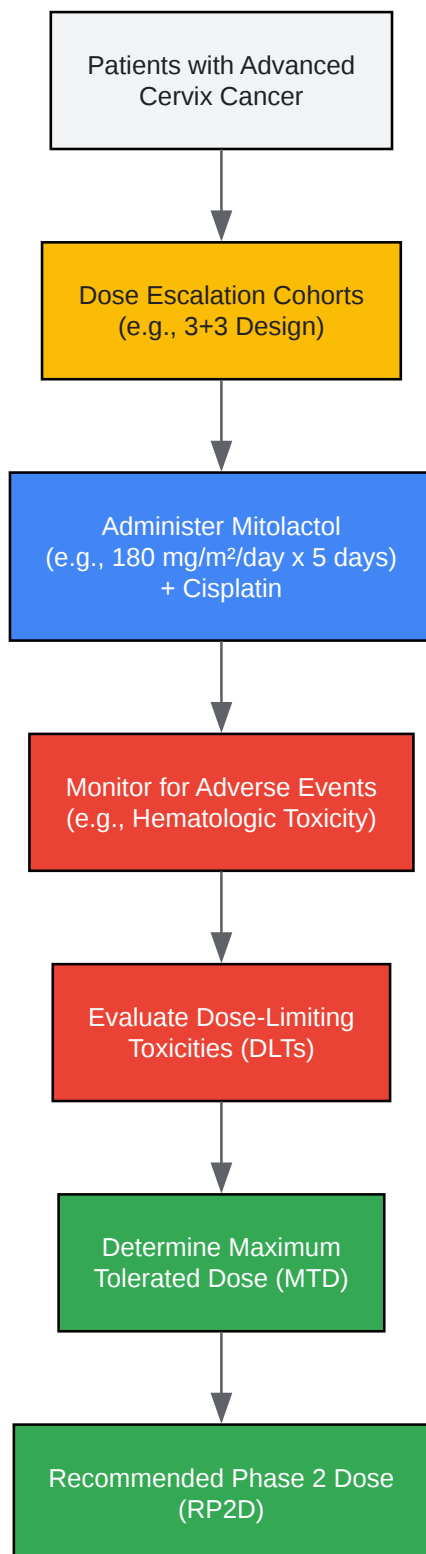 Patients with Advanced
Cervix Cancer
Dose Escalation Cohorts
(e.g., 3+3 Design)
Administer Mitolactol
(e.g., 180 mg/m²/day x 5 days)
+ Cisplatin
Monitor for Adverse Events
(e.g., Hematologic Toxicity)
Evaluate Dose-Limiting
Toxicities (DLTs)
Determine Maximum
Tolerated Dose (MTD)
Recommended Phase 2 Dose
(RP2D)